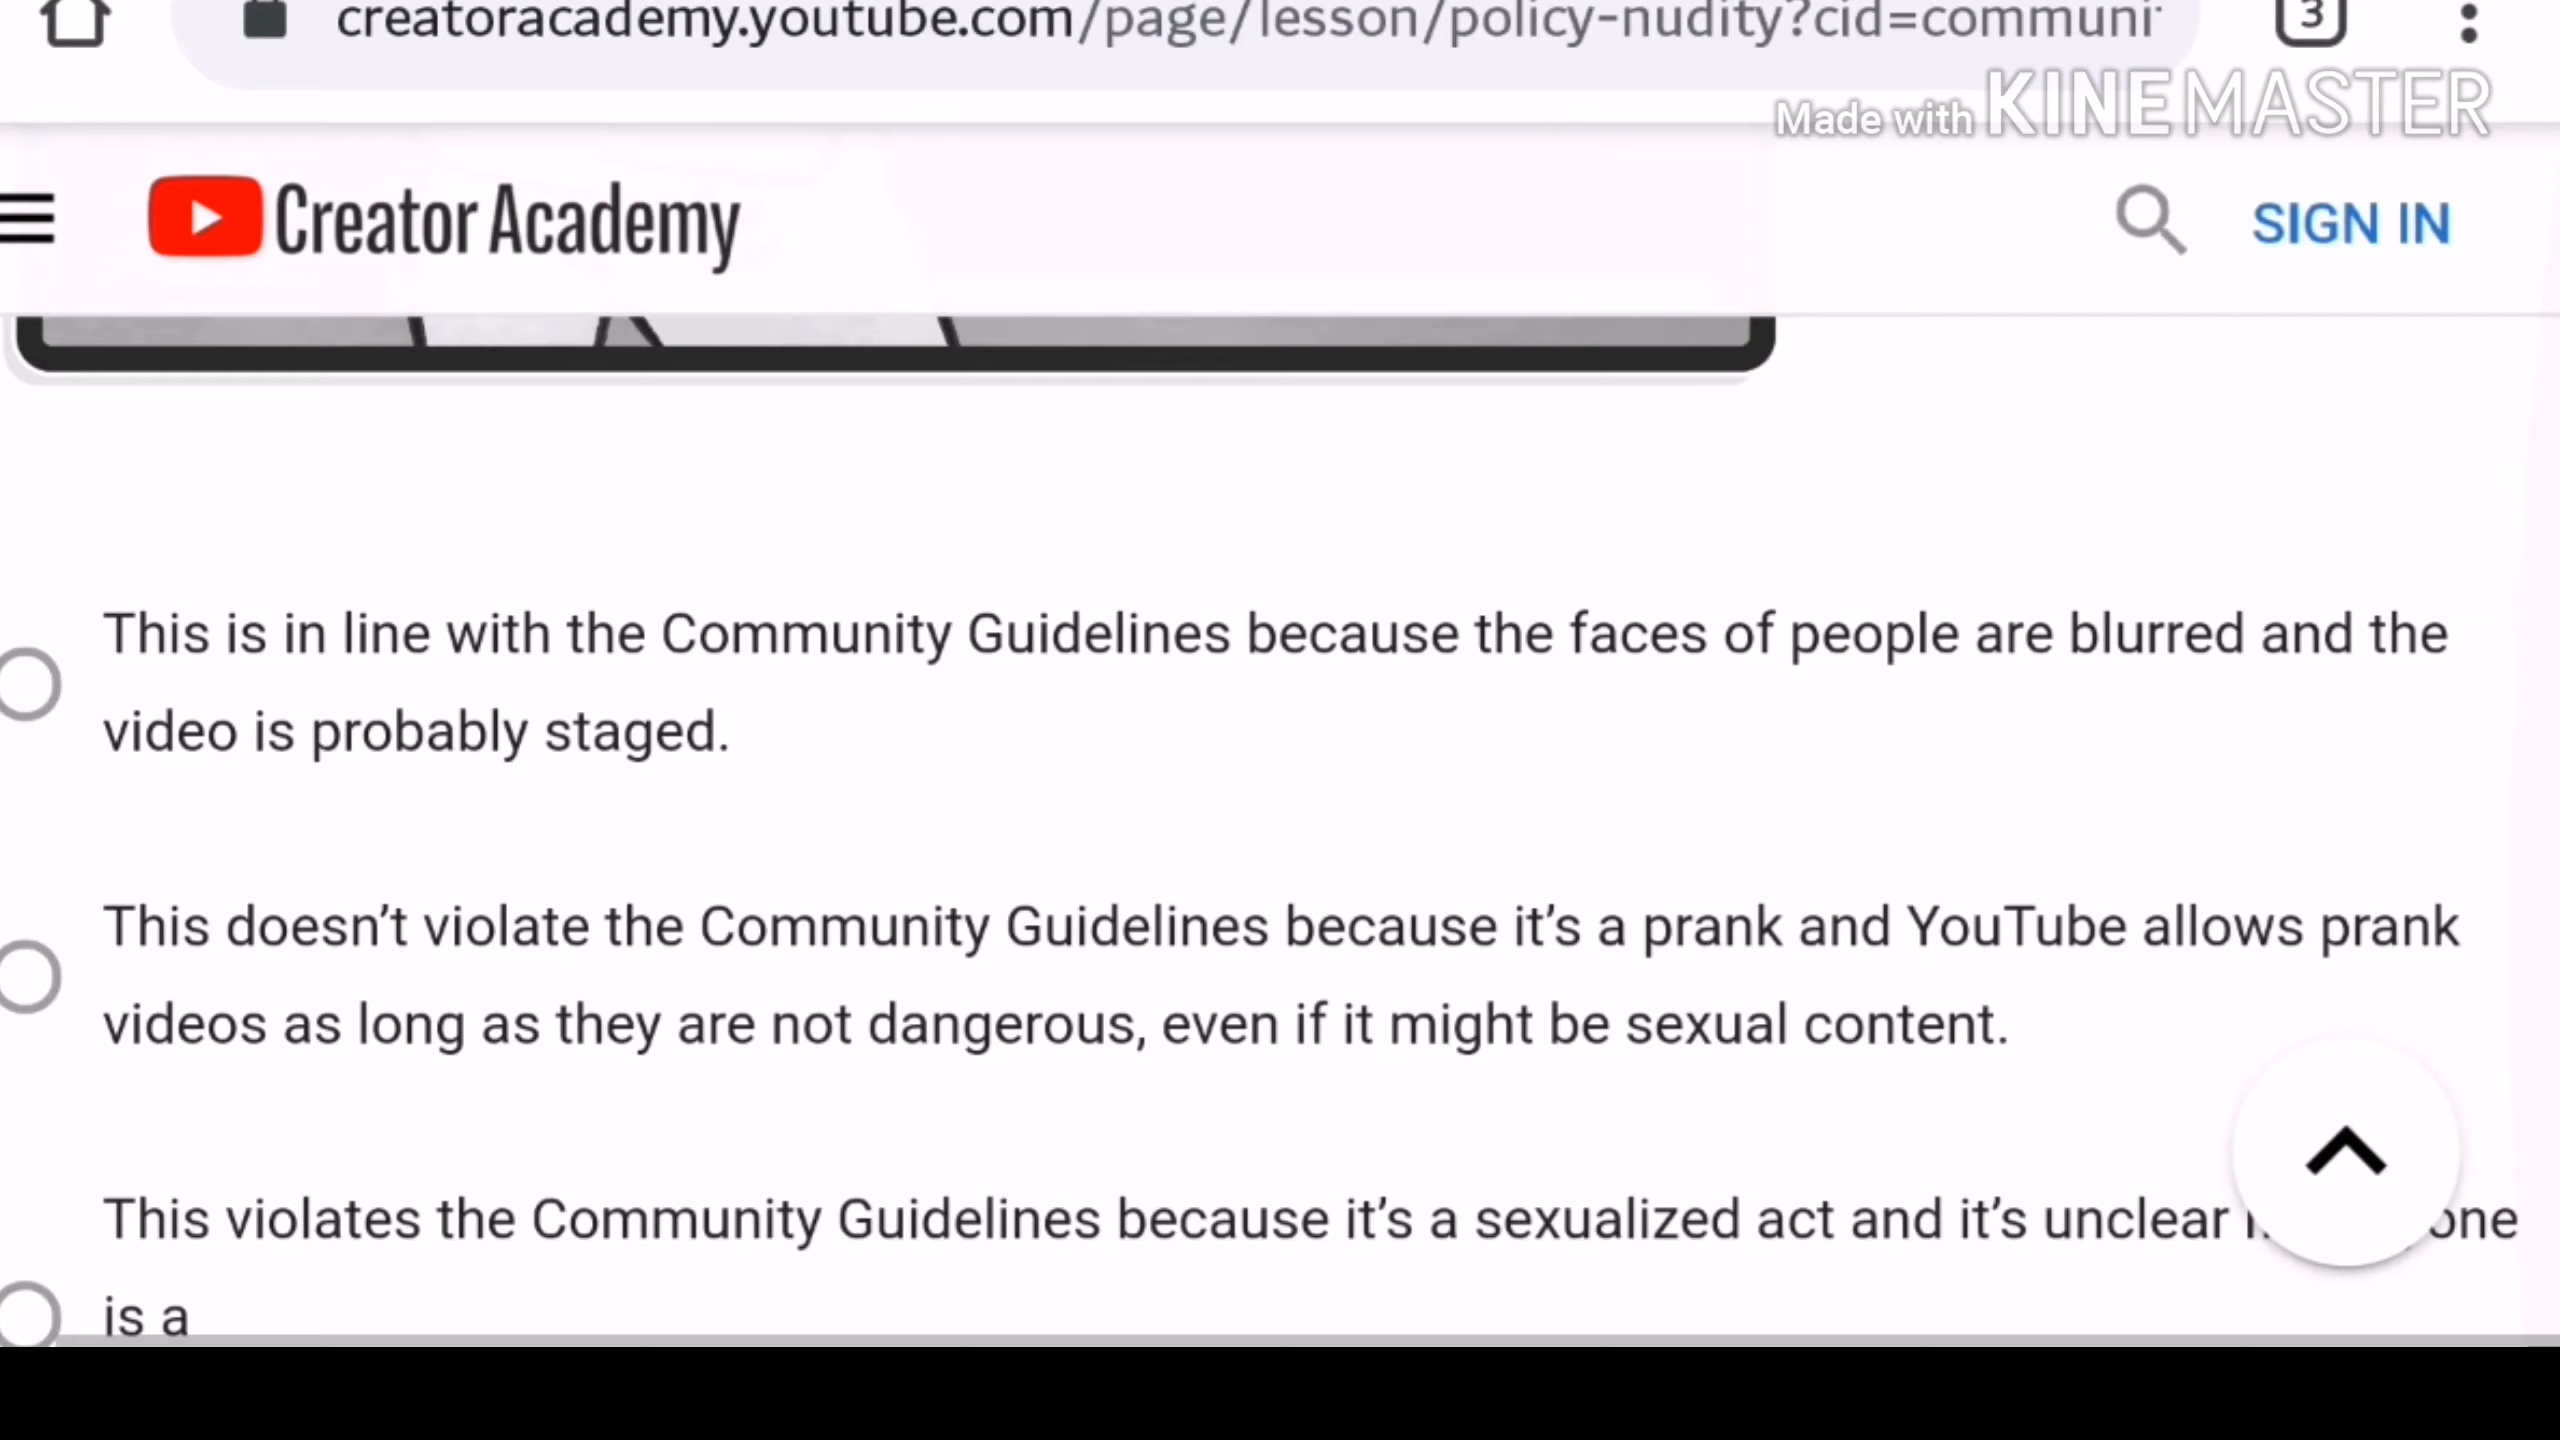 creatoracademy.youtube.com/page/lesson/policy-nudity?cid=communi
3
Made with KINEMASTER
Creator Academy
SIGN IN
This is in line with the Community Guidelines because the faces of people are blurred and the
video is probably staged.
This doesn’t violate the Community Guidelines because it’s a prank and YouTube allows prank
videos as long as they are not dangerous, even if it might be sexual content.
This violates the Community Guidelines because it’s a sexualized act and it’s unclear
is a